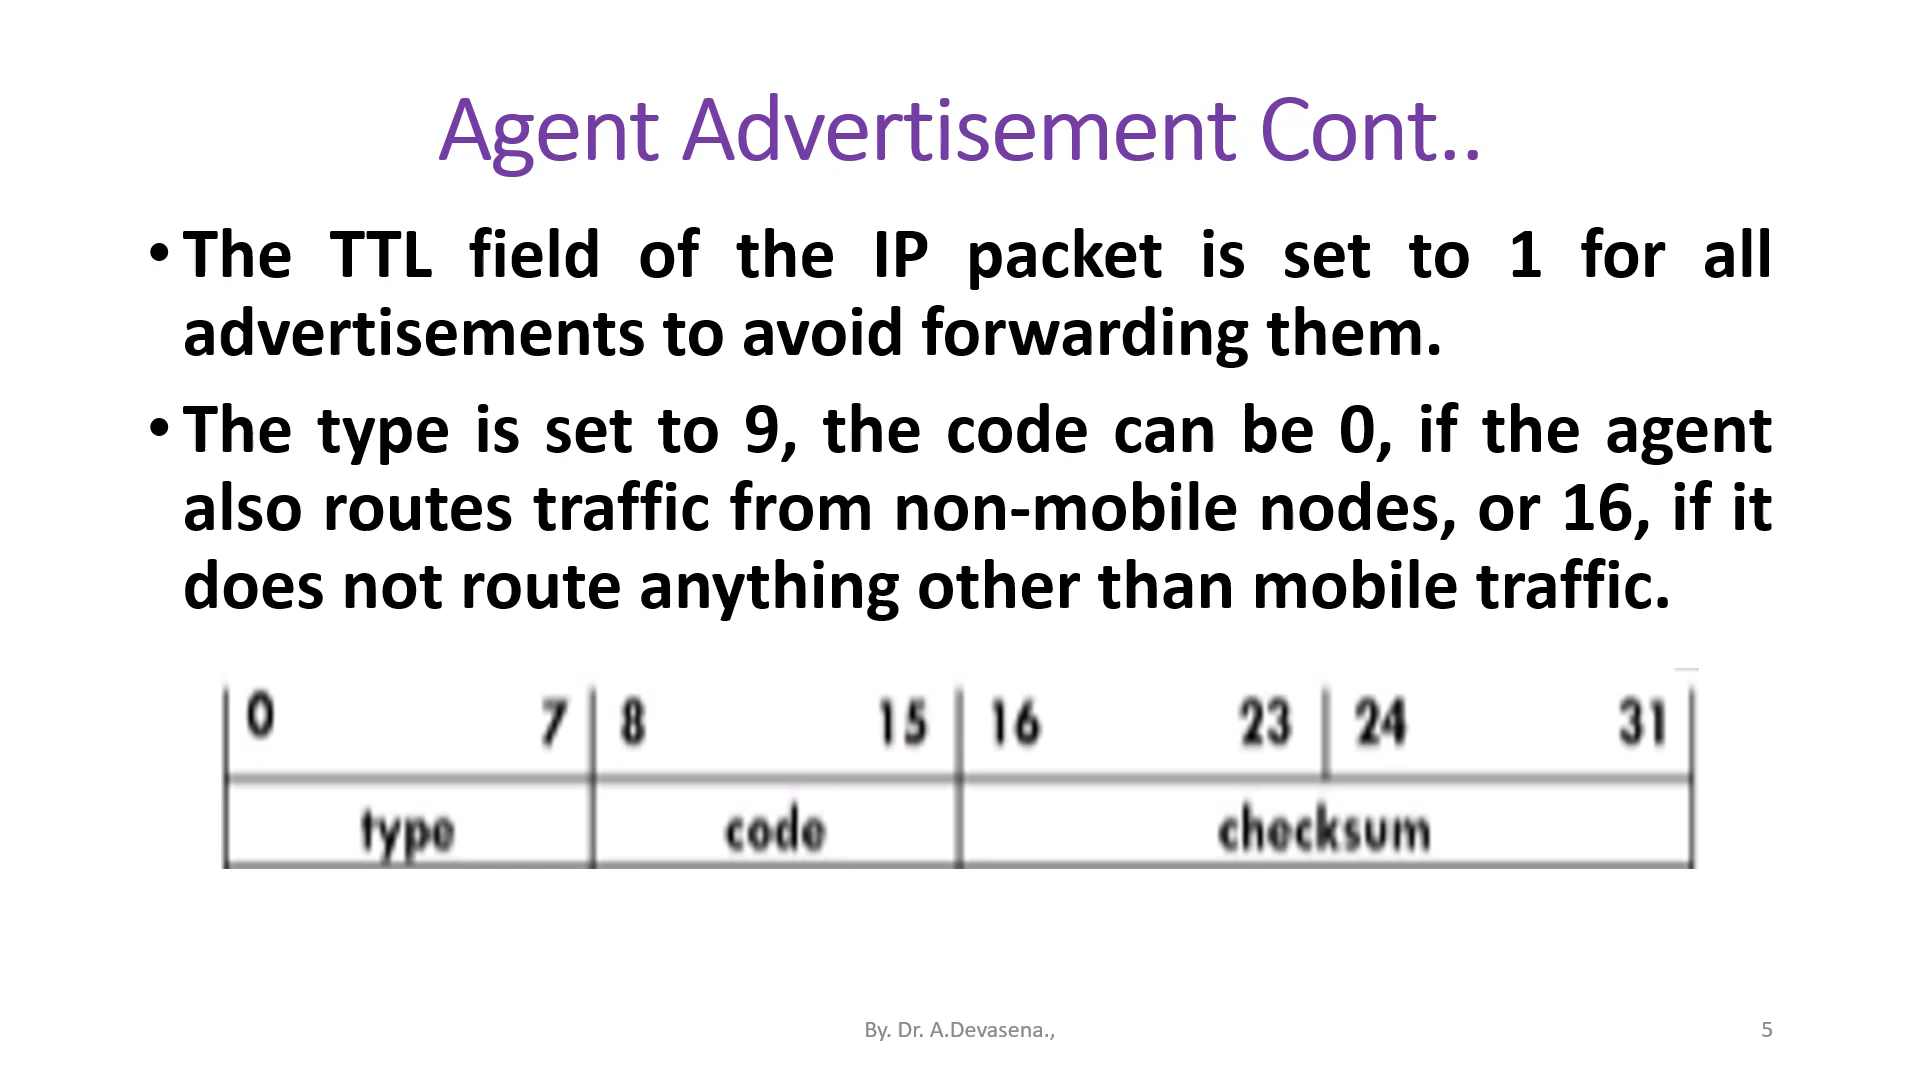 Agent Advertisement Cont..
• The TTL field of the IP packet is set to 1 for all
advertisements to avoid forwarding them.
• The type is set to 9, the code can be 0, if the agent
also routes traffic from non-mobile nodes, or 16, if it
does not route anything other than mobile traffic.
0 7 8 15 16 23 24 31
type code checksum
By. Dr. A.Devasena., 5